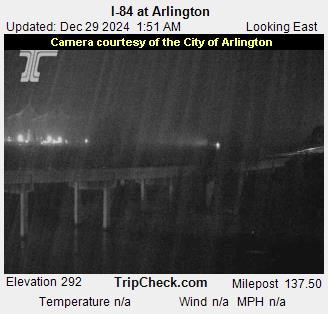 I-84 at Arlington
Updated: Dec 29 2024 1:51 AM Looking East
Camera courtesy of the City of Arlington
Elevation 292 TripCheck.com Milepost 137.50
Temperature n/a Wind n/a MPH n/a